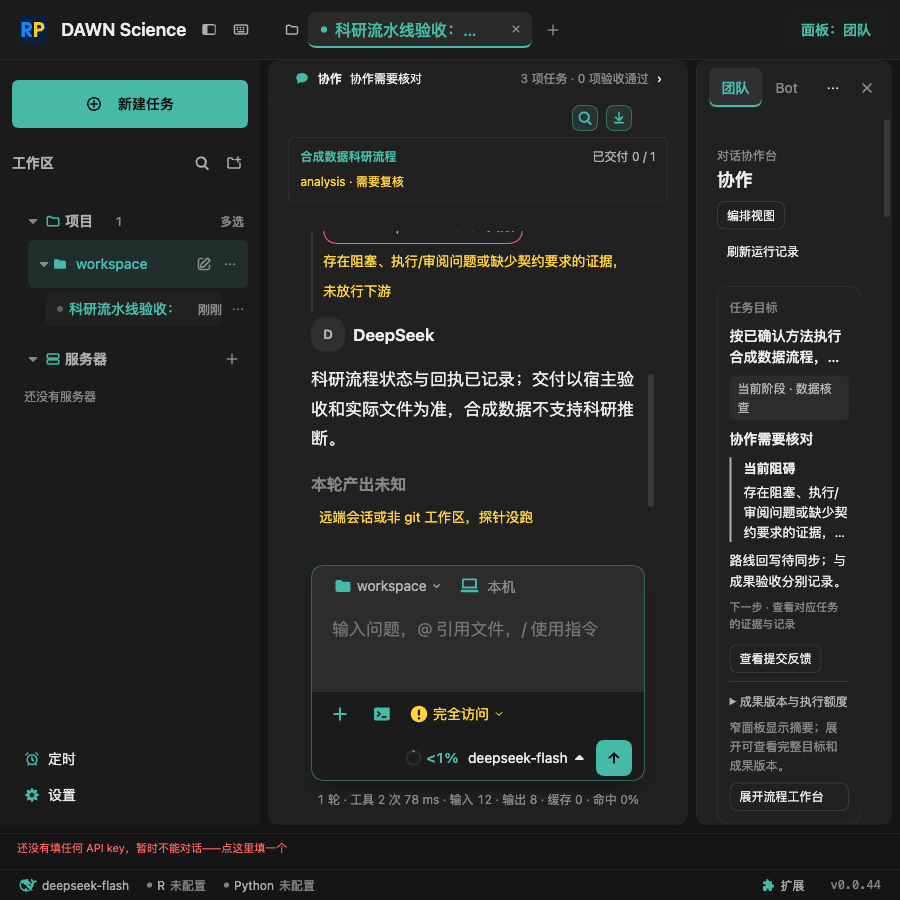 RP DAWN Science
科研流水线验收：...
面板：团队
新建任务
工作区
项目 1 多选
workspace
科研流水线验收： 刚刚
服务器
还没有服务器
定时
设置
协作 协作需要核对
3 项任务 · 0 项验收通过
合成数据科研流程
已交付 0 / 1
analysis · 需要复核
存在阻塞、执行/审阅问题或缺少契约要求的证据，
未放行下游
D DeepSeek
科研流程状态与回执已记录；交付以宿主验
收和实际文件为准，合成数据不支持科研推
断。
本轮产出未知
远端会话或非 git 工作区，探针没跑
workspace 本机
输入问题，@ 引用文件，/ 使用指令
完全访问
<1% deepseek-flash
1 轮 · 工具 2 次 78 ms · 输入 12 · 输出 8 · 缓存 0 · 命中 0%
团队 Bot
对话协作台
协作
编排视图
刷新运行记录
任务目标
按已确认方法执行
合成数据流程，...
当前阶段 · 数据核
查
协作需要核对
当前阻碍
存在阻塞、执行/
审阅问题或缺少契
约要求的证据，...
路线回写待同步；与
成果验收分别记录。
下一步 · 查看对应任务
的证据与记录
查看提交反馈
成果版本与执行额度
窄面板显示摘要；展
开可查看完整目标和
成果版本。
展开流程工作台
还没有填任何 API key，暂时不能对话——点这里填一个
deepseek-flash R 未配置 Python 未配置
扩展 v0.0.44